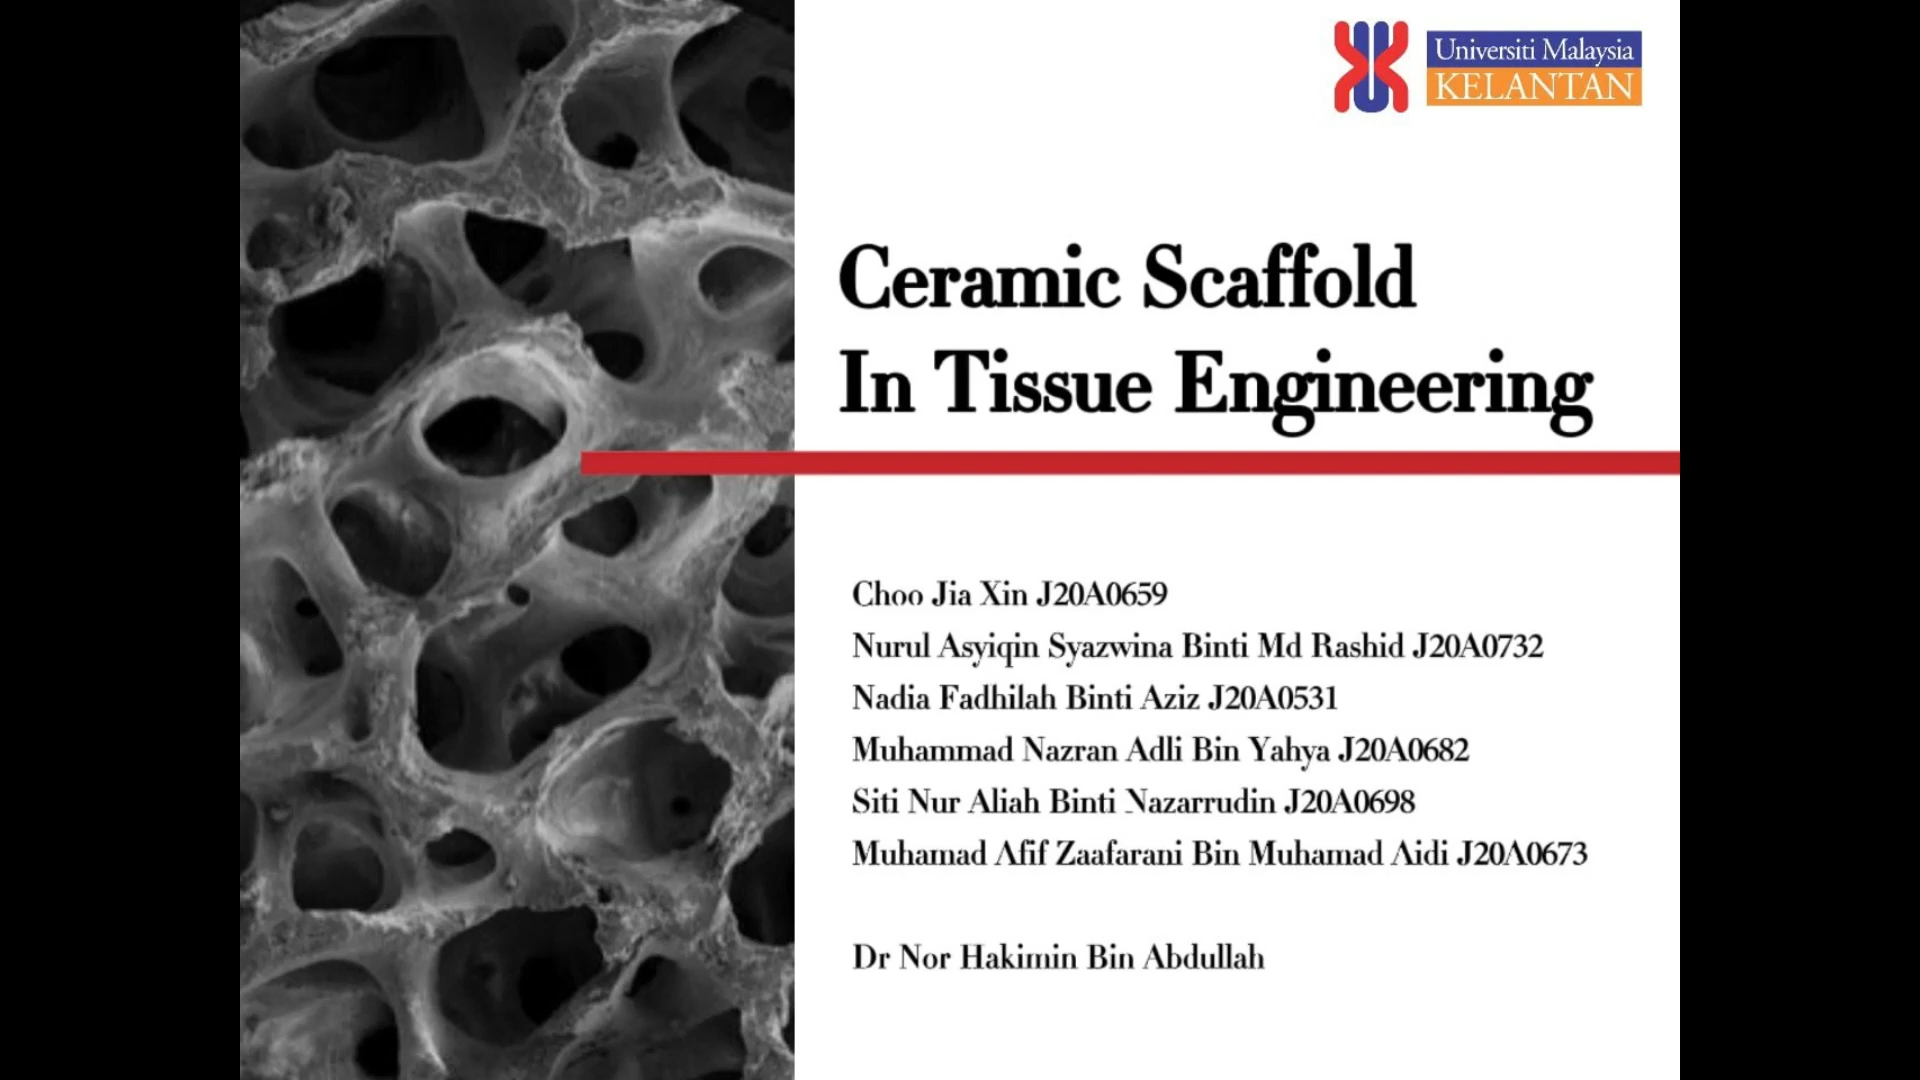 Universiti Malaysia
KELANTAN
Ceramic Scaffold
In Tissue Engineering
Choo Jia Xin J20A0659
Nurul Asyiqin Syazwina Binti Md Rashid J20A0732
Nadia Fadhilah Binti Aziz J20A0531
Muhammad Nazran Adli Bin Yahya J20A0682
Siti Nur Aliah Binti Nazarrudin J20A0698
Muhamad Afif Zaafarani Bin Muhamad Aidi J20A0673
Dr Nor Hakimin Bin Abdullah